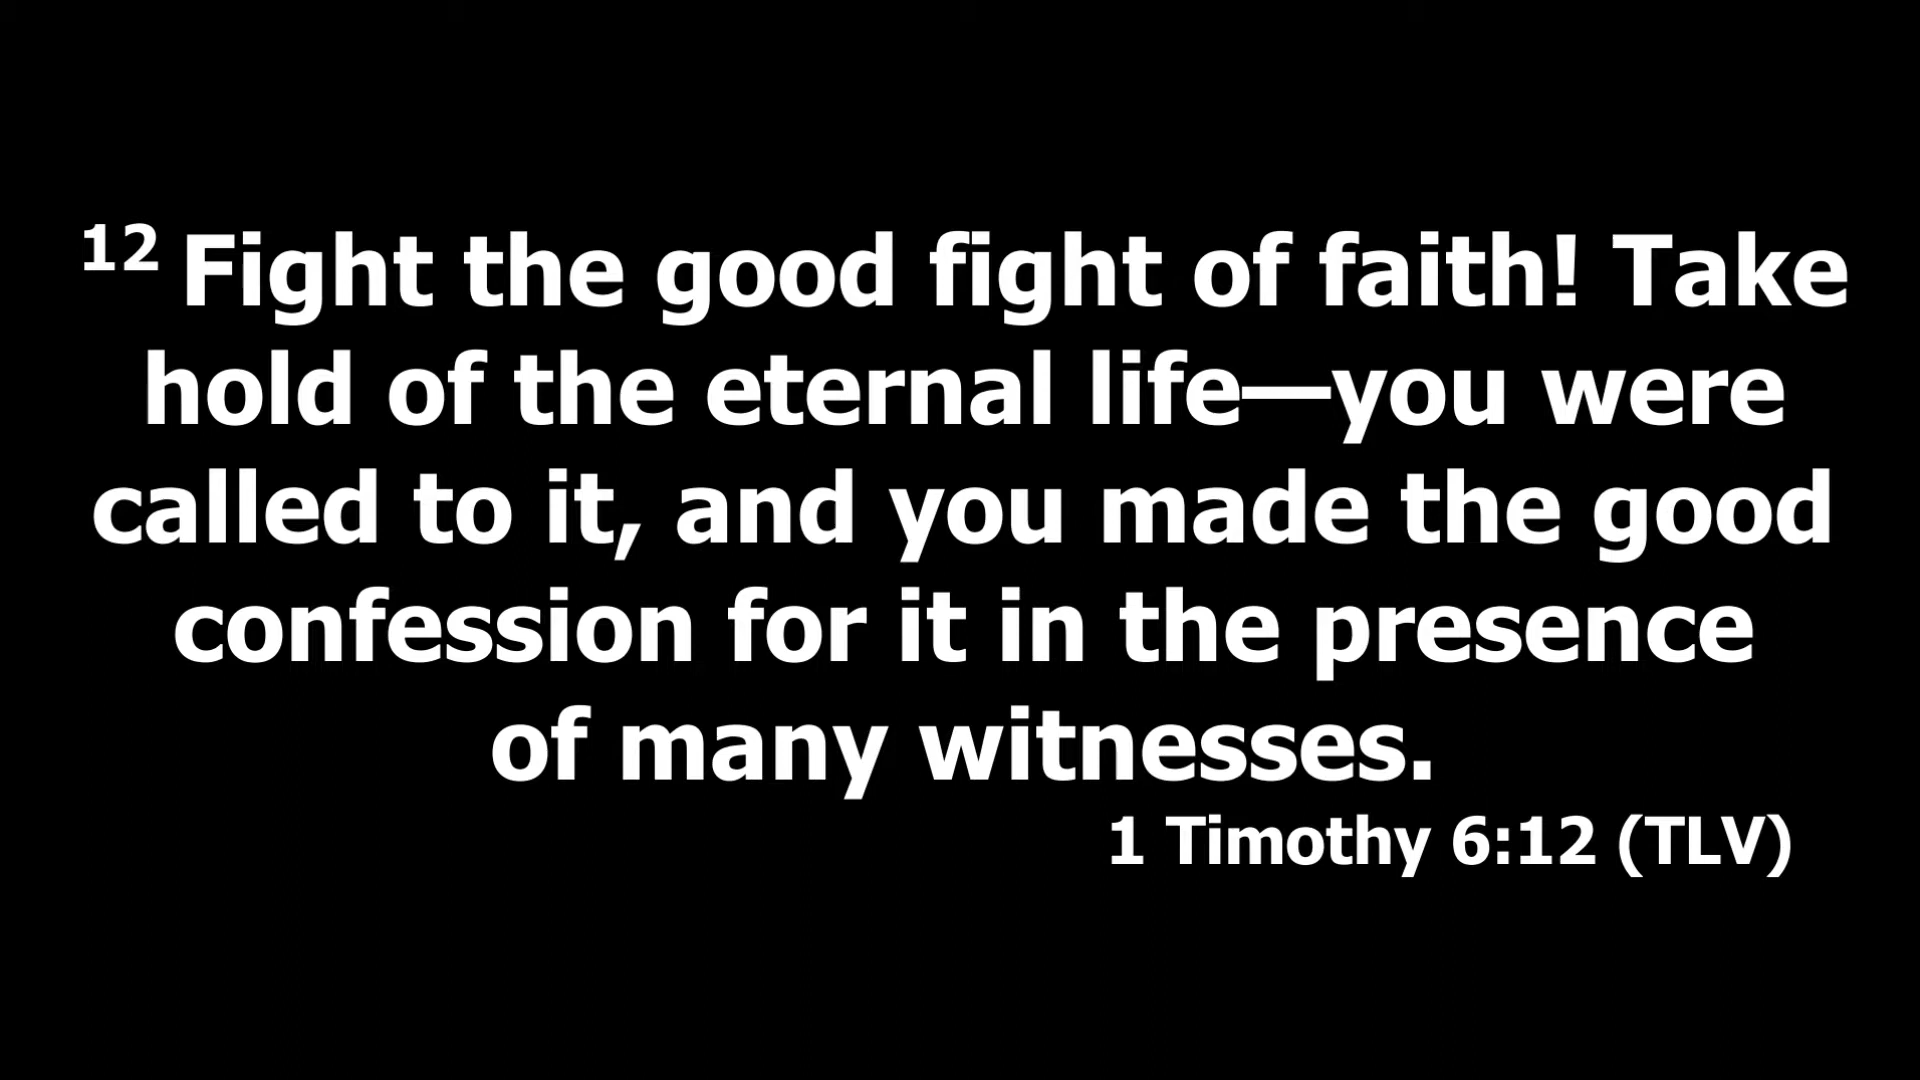 12 Fight the good fight of faith! Take
hold of the eternal life—you were
called to it, and you made the good
confession for it in the presence
of many witnesses.
1 Timothy 6:12 (TLV)